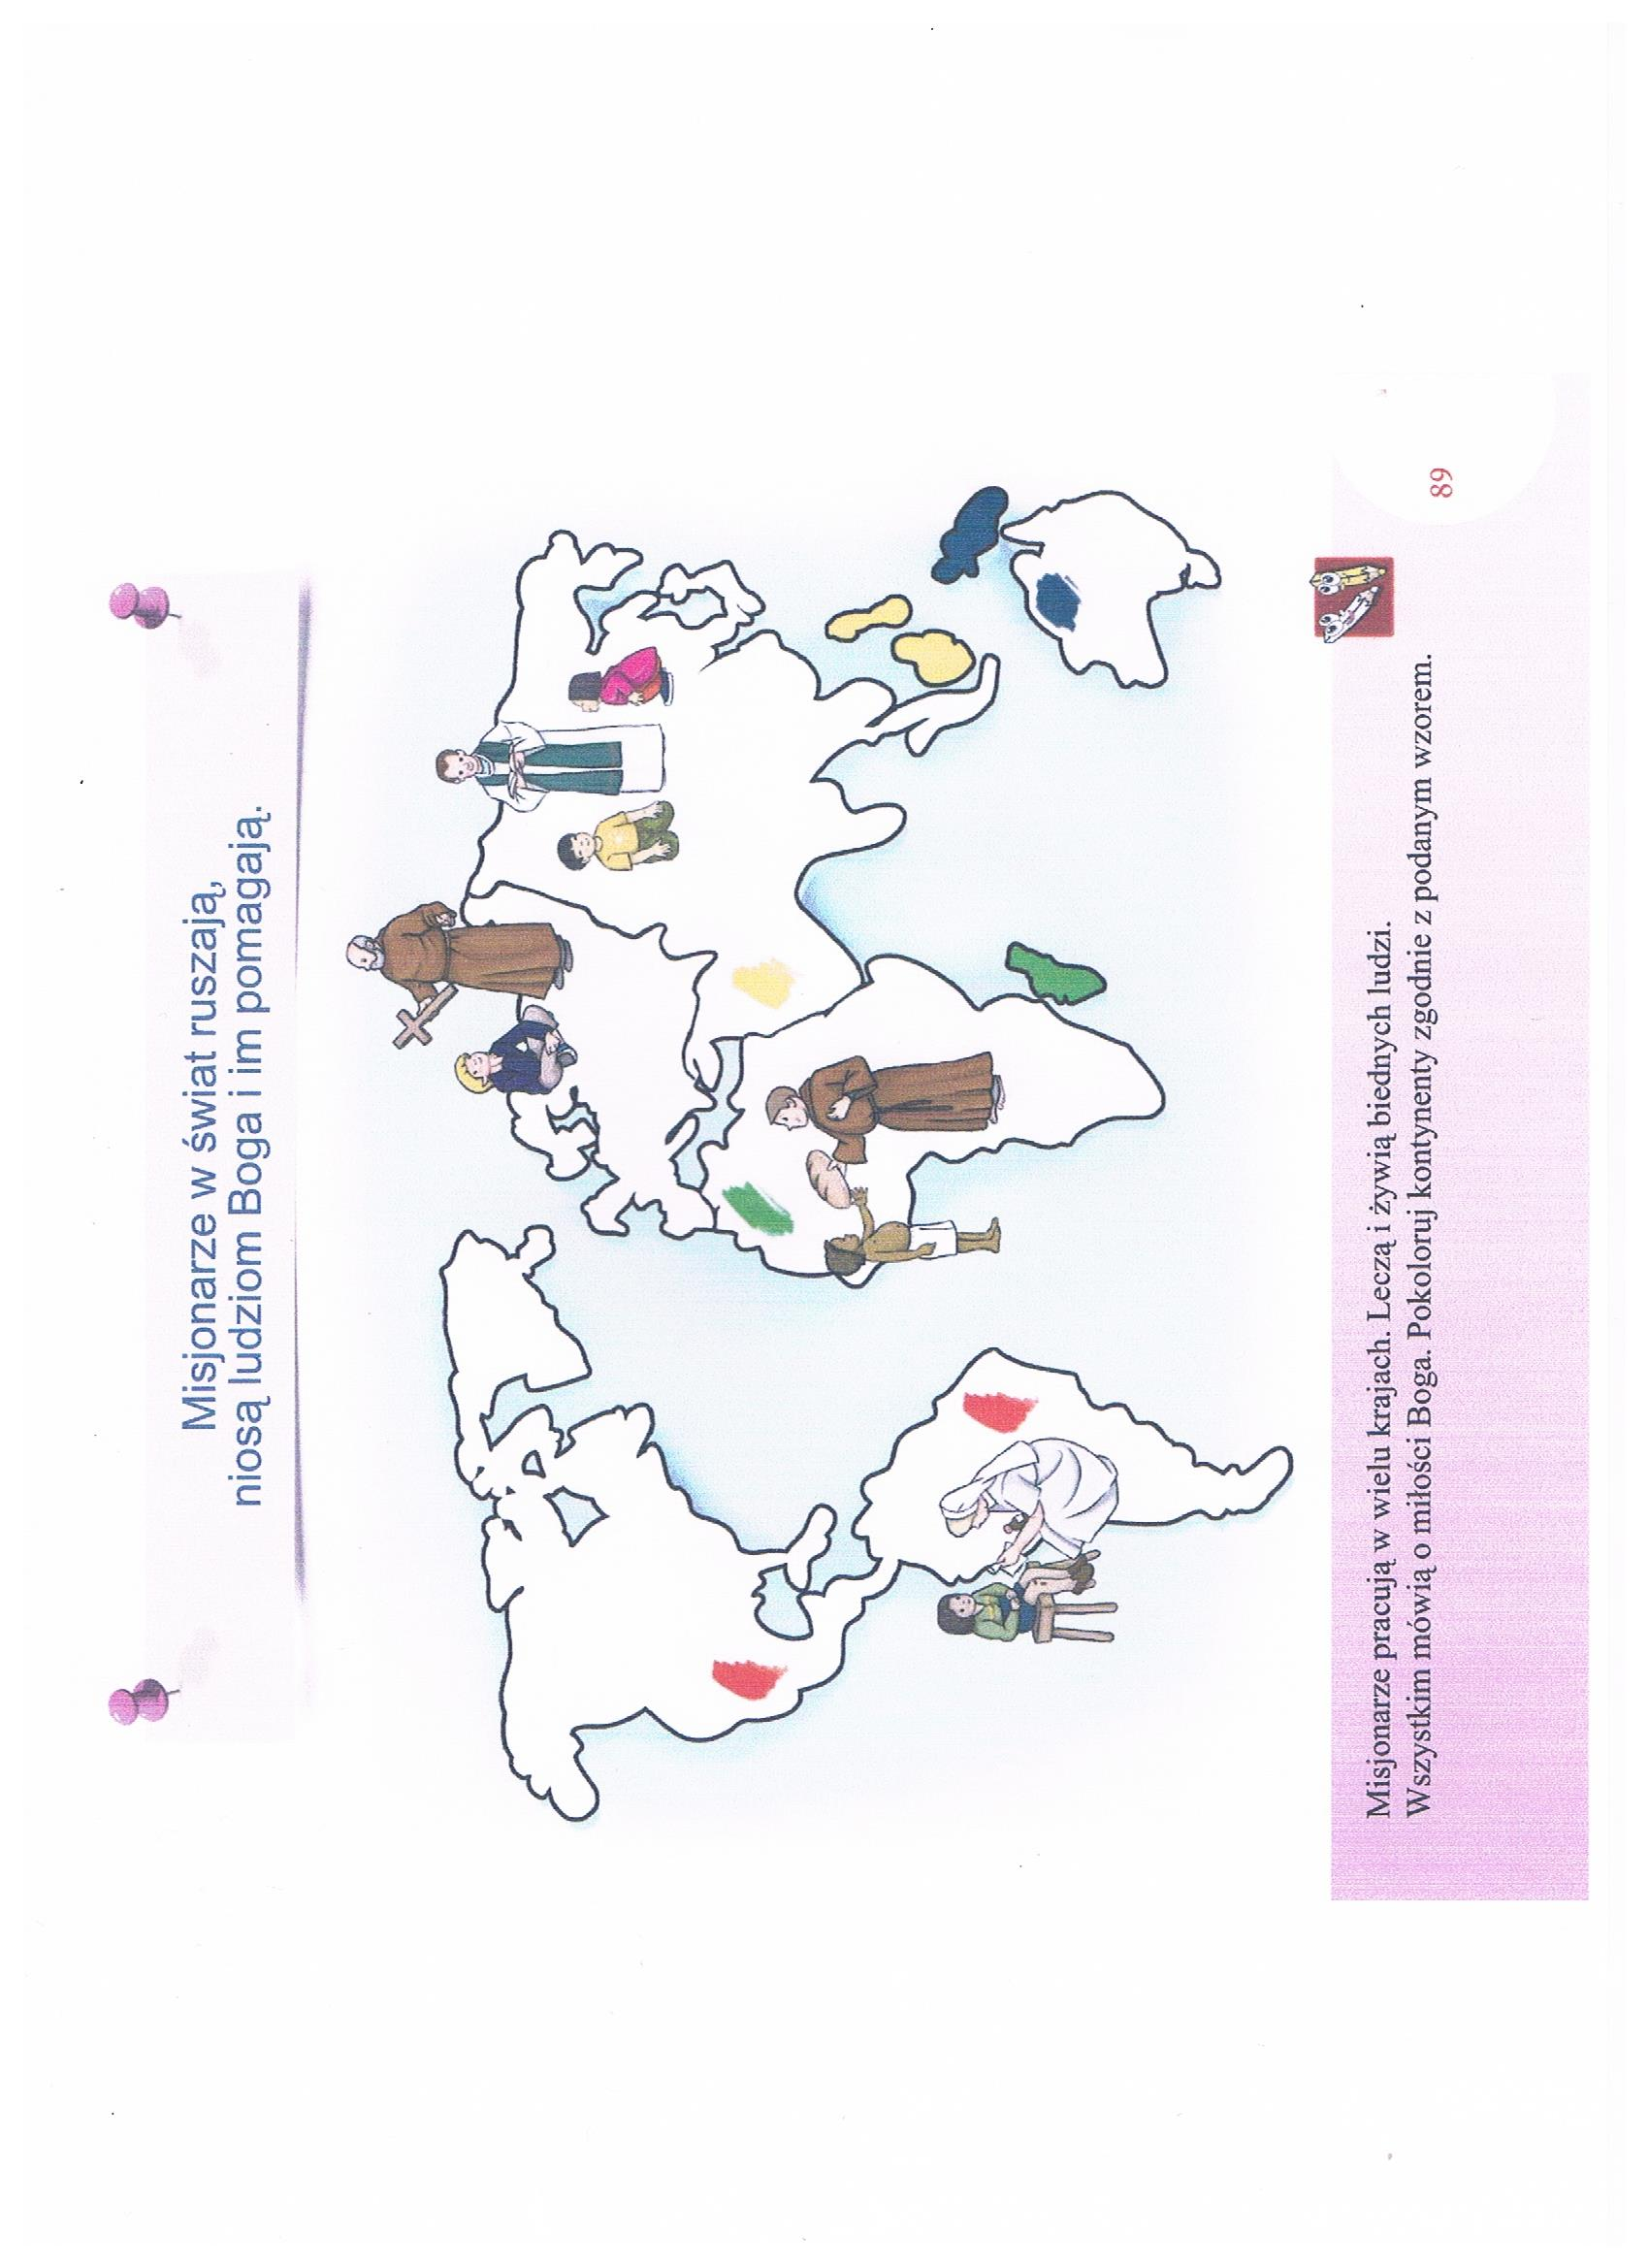 Misjonarze w świat ruszają,
niosą ludziom Boga i im pomagają.
Misjonarze pracują w wielu krajach. Leczą i żywią biednych ludzi.
Wszystkim mówią o miłości Boga. Pokoloruj kontynenty zgodnie z podanym wzorem.
89